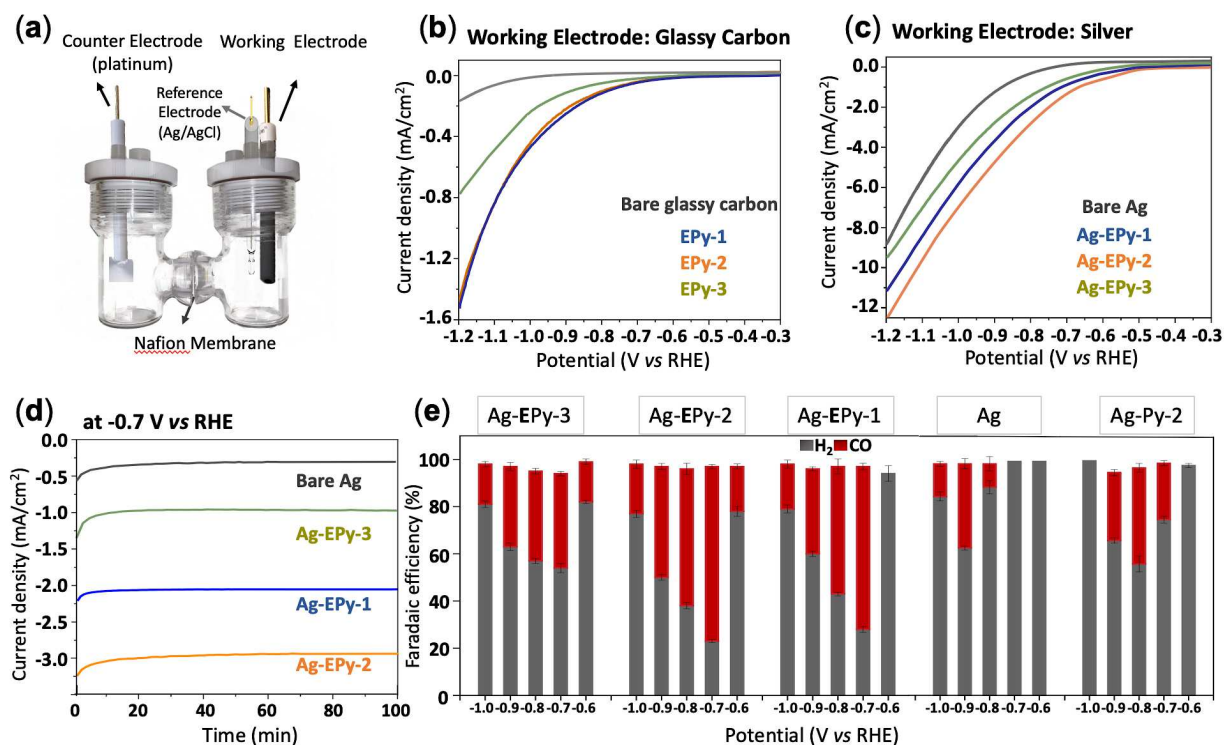 (a)
Counter Electrode
(platinum)
Working Electrode
Reference
Electrode
(Ag/AgCl)
Nafion Membrane
(b)
Working Electrode: Glassy Carbon
Current density (mA/cm²)
0.0
-0.4
-0.8
-1.2
-1.6
Bare glassy carbon
EPy-1
EPy-2
EPy-3
-1.2 -1.1 -1.0 -0.9 -0.8 -0.7 -0.6 -0.5 -0.4 -0.3
Potential (V vs RHE)
(c)
Working Electrode: Silver
Current density (mA/cm²)
0.0
-2.0
-4.0
-6.0
-8.0
-10
-12
Bare Ag
Ag-EPy-1
Ag-EPy-2
Ag-EPy-3
-1.2 -1.1 -1.0 -0.9 -0.8 -0.7 -0.6 -0.5 -0.4 -0.3
Potential (V vs RHE)
(d)
at -0.7 V vs RHE
Current density (mA/cm²)
0.0
-0.5
-1.0
-1.5
-2.0
-2.5
-3.0
Bare Ag
Ag-EPy-3
Ag-EPy-1
Ag-EPy-2
0 20 40 60 80 100
Time (min)
(e)
Ag-EPy-3 Ag-EPy-2 Ag-EPy-1 Ag Ag-Py-2
H₂ CO
Faradaic efficiency (%)
100
80
60
40
20
0
-1.0 -0.9 -0.8 -0.7 -0.6 -1.0 -0.9 -0.8 -0.7 -0.6 -1.0 -0.9 -0.8 -0.7 -0.6 -1.0 -0.9 -0.8 -0.7 -0.6 -1.0 -0.9 -0.8 -0.7 -0.6
Potential (V vs RHE)